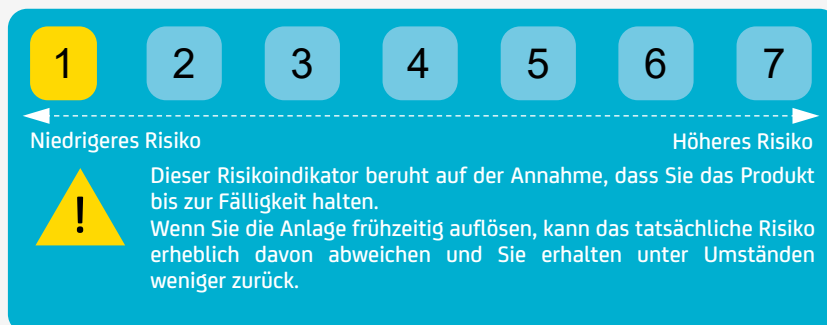 1 2 3 4 5 6 7
Niedrigeres Risiko Höheres Risiko
!
Dieser Risikoindikator beruht auf der Annahme, dass Sie das Produkt
bis zur Fälligkeit halten.
Wenn Sie die Anlage frühzeitig auflösen, kann das tatsächliche Risiko
erheblich davon abweichen und Sie erhalten unter Umständen
weniger zurück.